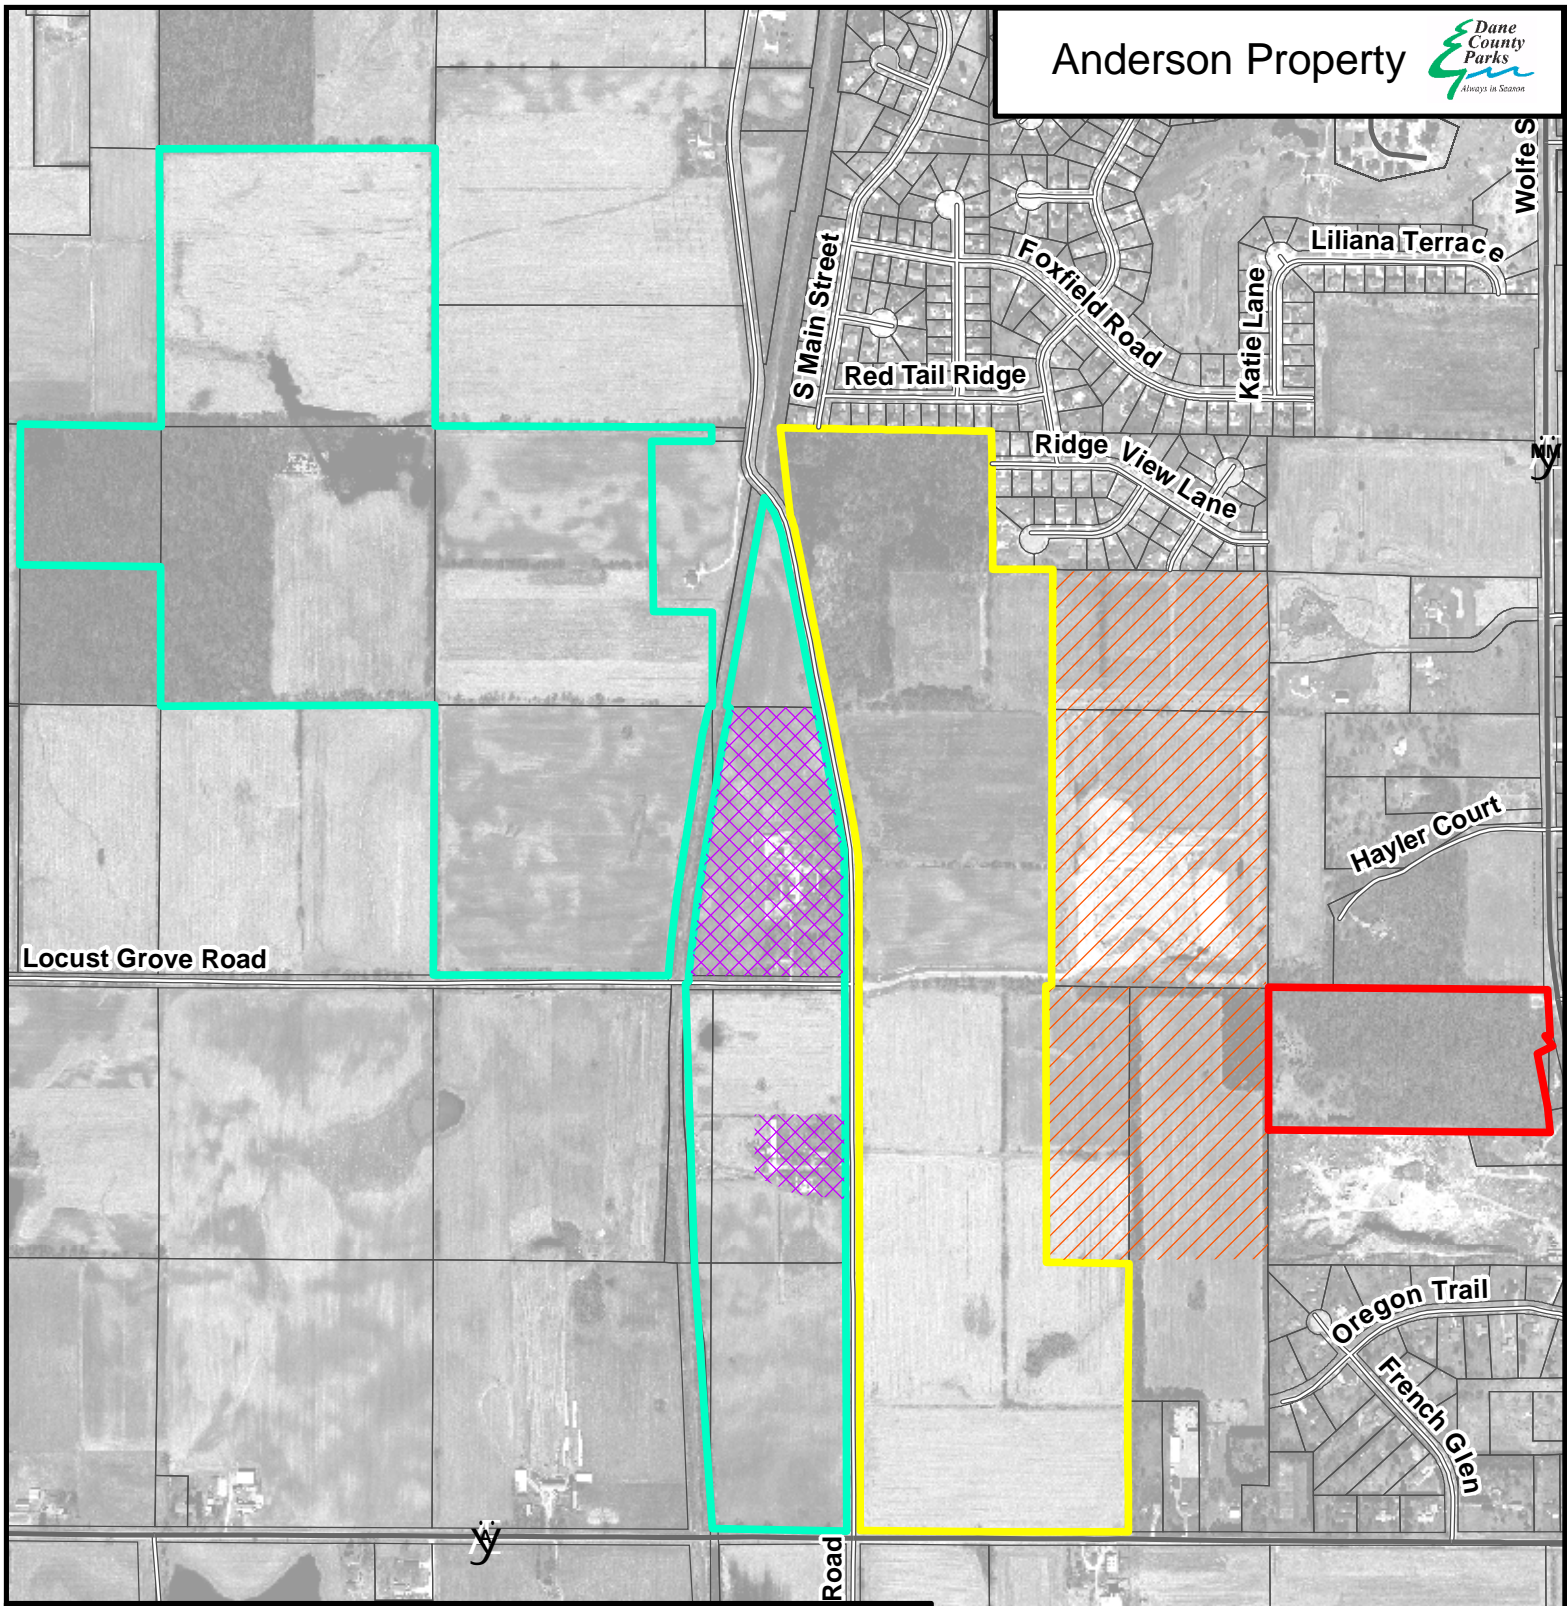 Anderson Property
Dane
County
Parks
Always in Season
Wolfe S
Liliana Terrace
Foxfield Road
Katie Lane
S Main Street
Red Tail Ridge
Ridge View Lane
MM
Hayler Court
Locust Grove Road
Oregon Trail
French Glen
A
Road